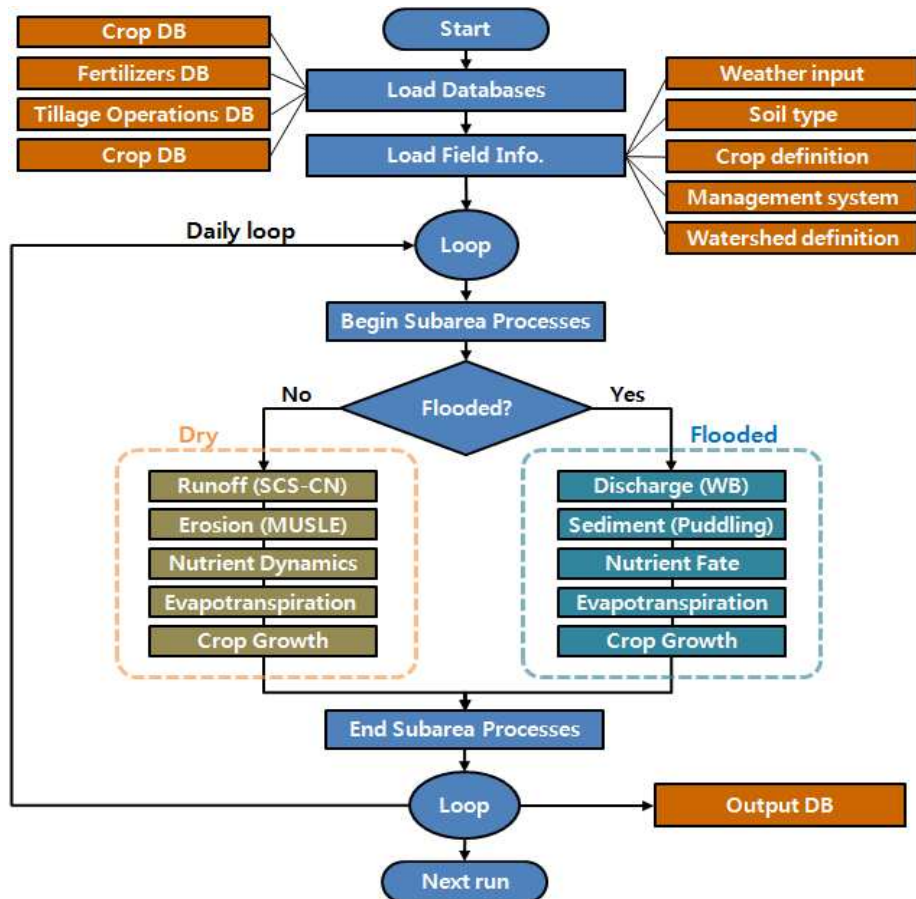 Start
Crop DB
Fertilizers DB
Tillage Operations DB
Crop DB
Load Databases
Load Field Info.
Weather input
Soil type
Crop definition
Management system
Watershed definition
Daily loop
Loop
Begin Subarea Processes
Flooded?
No
Yes
Dry
Runoff (SCS-CN)
Erosion (MUSLE)
Nutrient Dynamics
Evapotranspiration
Crop Growth
Flooded
Discharge (WB)
Sediment (Puddling)
Nutrient Fate
Evapotranspiration
Crop Growth
End Subarea Processes
Loop
Output DB
Next run